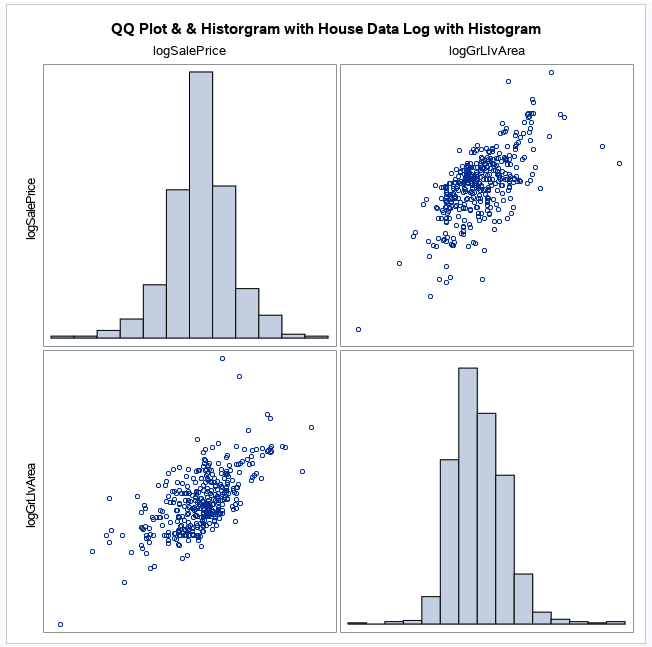 QQ Plot & & Historgram with House Data Log with Histogram
logSalePrice
logGrLIvArea
logSalePrice
logGrLIvArea